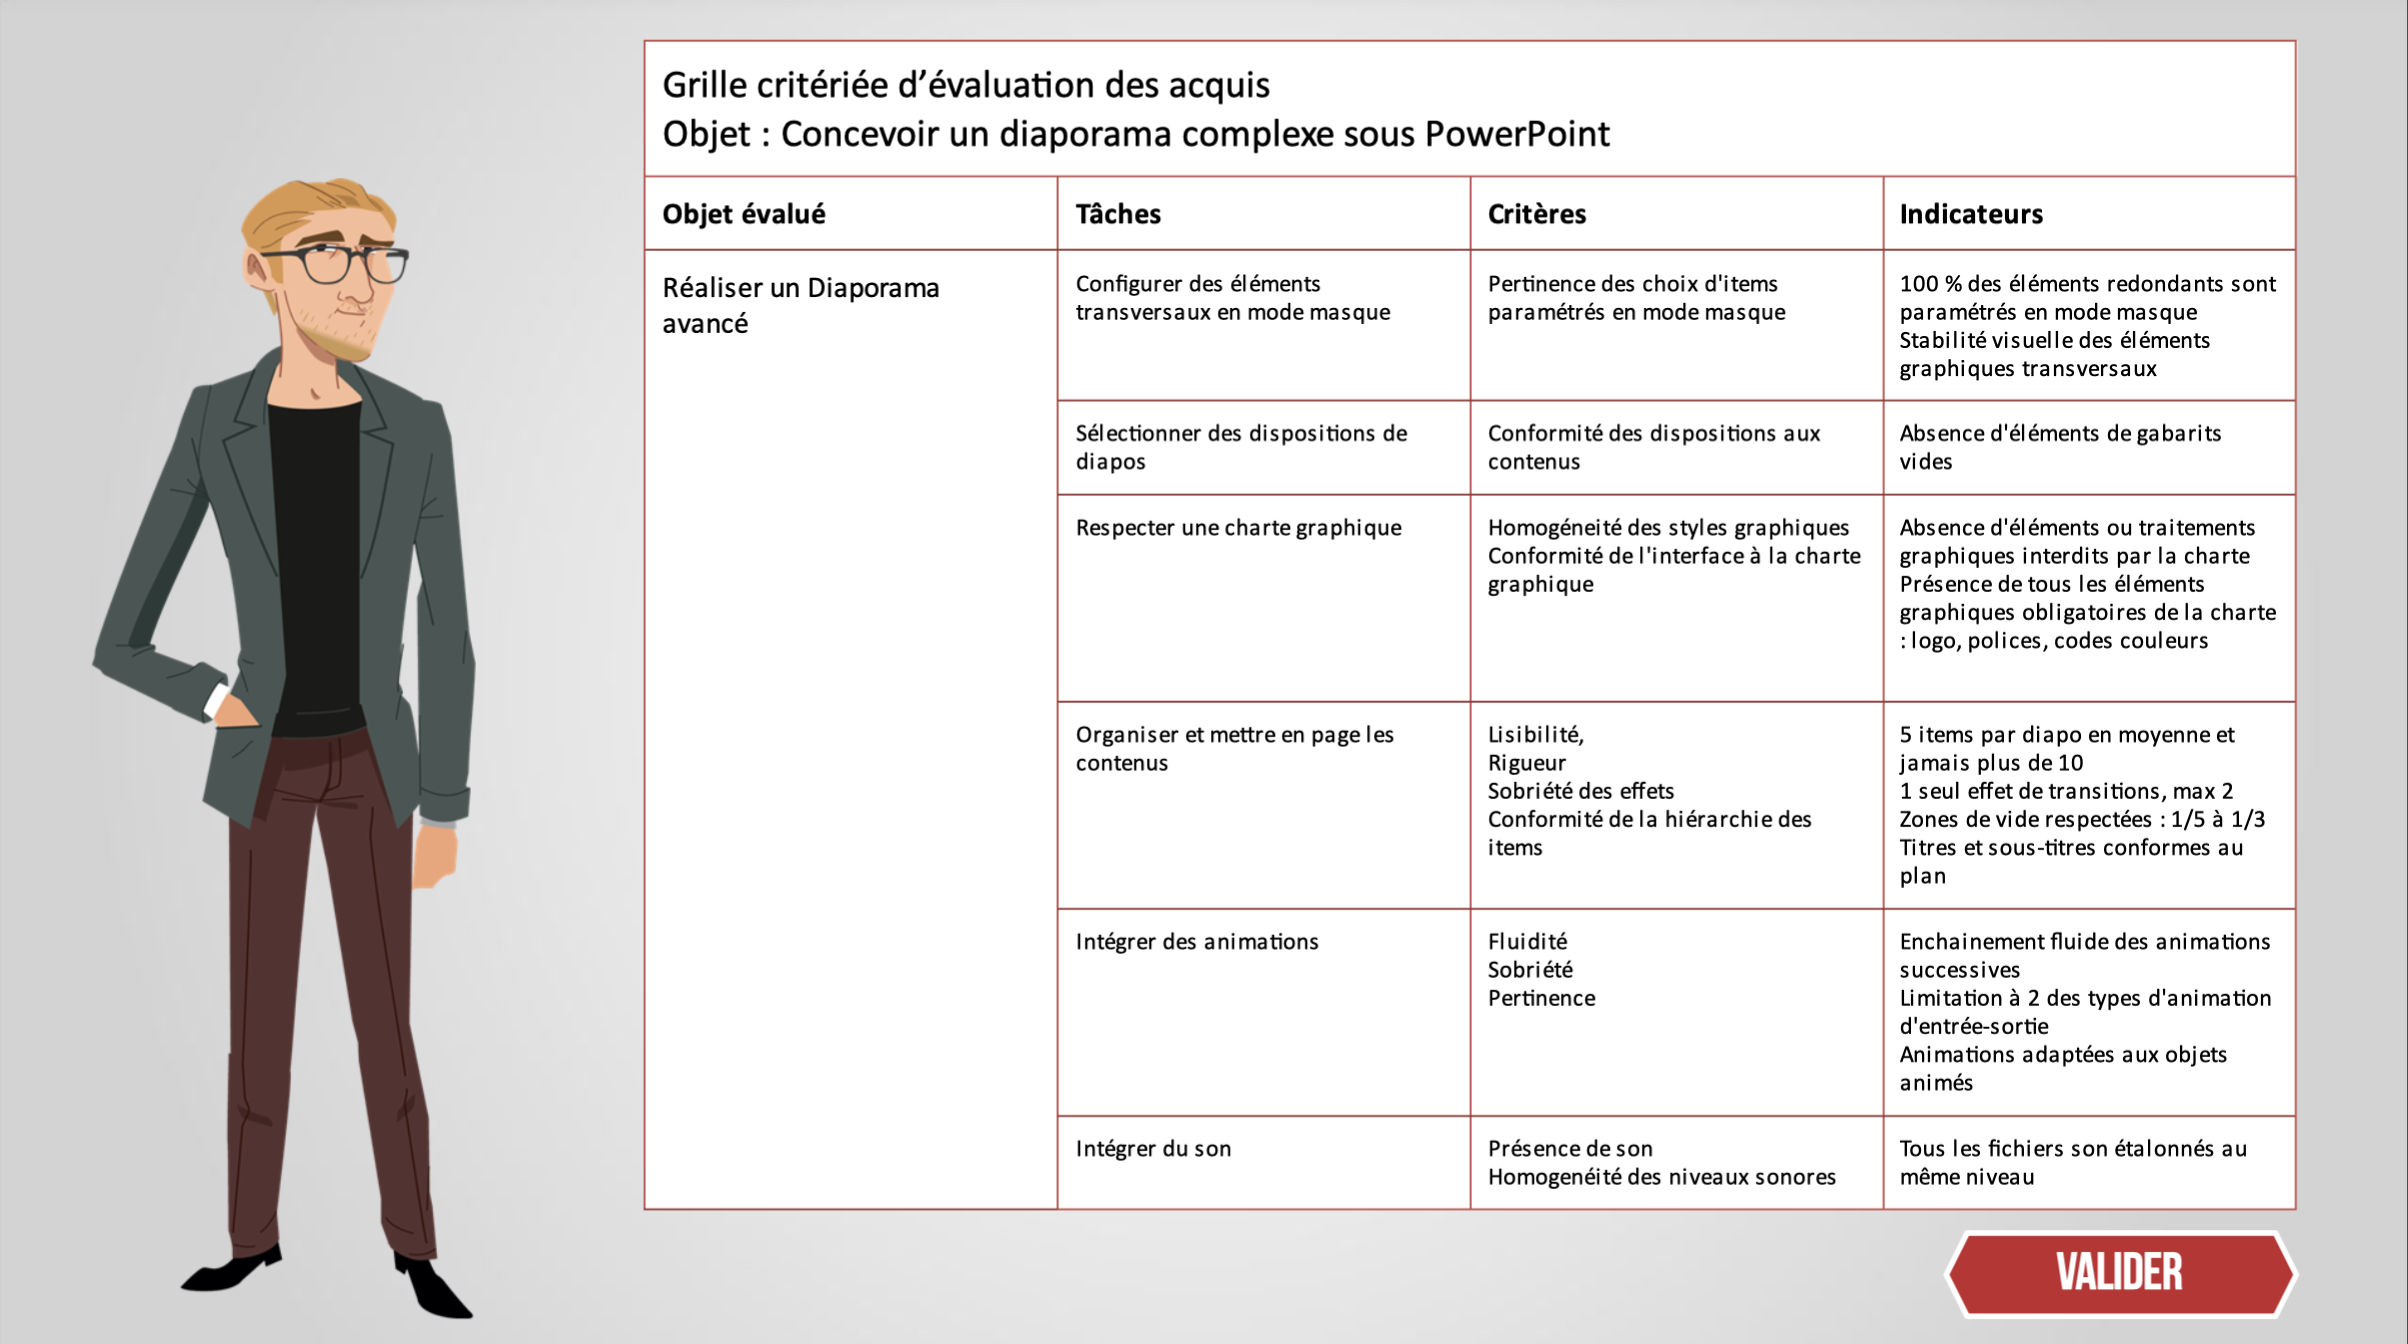 Grille critériée d’évaluation des acquis
Objet : Concevoir un diaporama complexe sous PowerPoint
Objet évalué
Tâches
Critères
Indicateurs
Réaliser un Diaporama
avancé
Configurer des éléments
transversaux en mode masque
Pertinence des choix d'items
paramétrés en mode masque
100 % des éléments redondants sont
paramétrés en mode masque
Stabilité visuelle des éléments
graphiques transversaux
Sélectionner des dispositions de
diapos
Conformité des dispositions aux
contenus
Absence d'éléments de gabarits
vides
Respecter une charte graphique
Homogéneité des styles graphiques
Conformité de l'interface à la charte
graphique
Absence d'éléments ou traitements
graphiques interdits par la charte
Présence de tous les éléments
graphiques obligatoires de la charte
: logo, polices, codes couleurs
Organiser et mettre en page les
contenus
Lisibilité,
Rigueur
Sobriété des effets
Conformité de la hiérarchie des
items
5 items par diapo en moyenne et
jamais plus de 10
1 seul effet de transitions, max 2
Zones de vide respectées : 1/5 à 1/3
Titres et sous-titres conformes au
plan
Intégrer des animations
Fluidité
Sobriété
Pertinence
Enchainement fluide des animations
successives
Limitation à 2 des types d'animation
d'entrée-sortie
Animations adaptées aux objets
animés
Intégrer du son
Présence de son
Homogenéité des niveaux sonores
Tous les fichiers son étalonnés au
même niveau
VALIDER